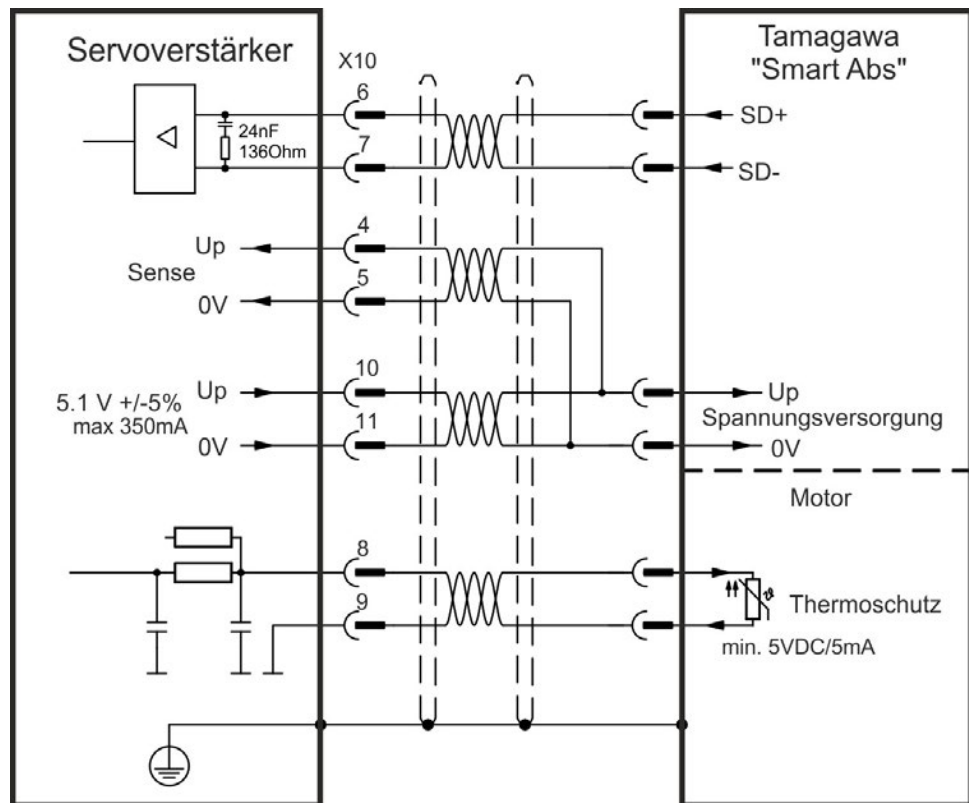 Servoverstärker
X10
Tamagawa
"Smart Abs"
6
SD+
24nF
136Ohm
7
SD-
4
Up
Sense
5
0V
10
Up
5.1 V +/-5%
max 350mA
11
0V
Up
Spannungsversorgung
0V
Motor
8
9
ϑ
Thermoschutz
min. 5VDC/5mA